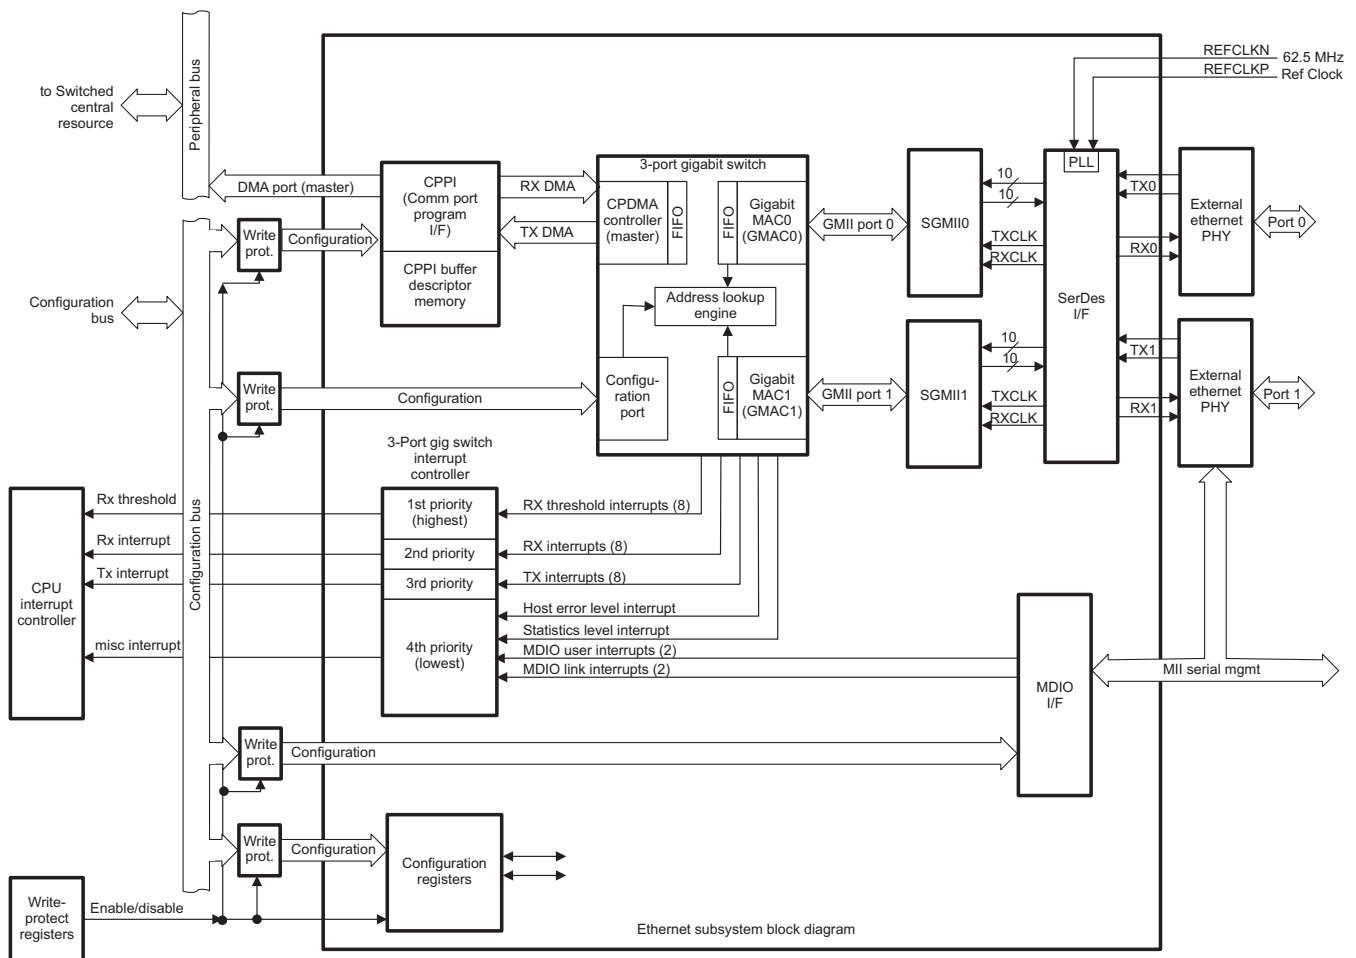 REFCLKN
62.5 MHz
REFCLKP
Ref Clock
to Switched
central
resource
Peripheral bus
DMA port (master)
CPPI
(Comm port
program
I/F)
CPPI buffer
descriptor
memory
RX DMA
TX DMA
3-port gigabit switch
CPDMA
controller
(master)
FIFO
FIFO
Gigabit
MAC0
(GMAC0)
Address lookup
engine
GMII port 0
SGMII0
10
10
TXCLK
RXCLK
PLL
SerDes
I/F
TX0
RX0
External
ethernet
PHY
Port 0
Write
prot.
Configuration
Configuration
bus
Write
prot.
Configuration
Configu-
ration
port
FIFO
Gigabit
MAC1
(GMAC1)
GMII port 1
SGMII1
10
10
TXCLK
RXCLK
TX1
RX1
External
ethernet
PHY
Port 1
3-Port gig switch
interrupt
controller
Configuration bus
CPU
interrupt
controller
Rx threshold
Rx interrupt
Tx interrupt
misc interrupt
1st priority
(highest)
2nd priority
3rd priority
4th priority
(lowest)
RX threshold interrupts (8)
RX interrupts (8)
TX interrupts (8)
Host error level interrupt
Statistics level interrupt
MDIO user interrupts (2)
MDIO link interrupts (2)
MDIO
I/F
MII serial mgmt
Write
prot.
Configuration
Write
prot.
Configuration
Configuration
registers
Write-
protect
registers
Enable/disable
Ethernet subsystem block diagram